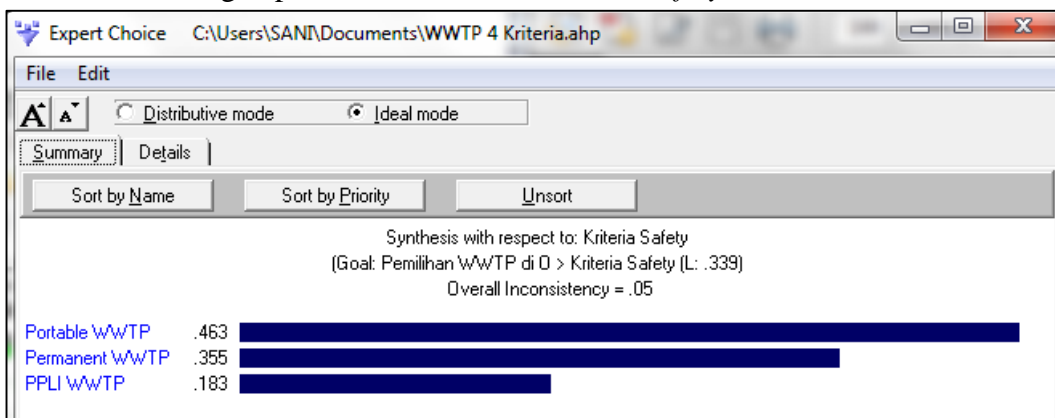 Expert Choice C:\Users\SANI\Documents\WWTP 4 Kriteria.ahp
File Edit
A A Distributive mode Ideal mode
Summary Details
Sort by Name Sort by Priority Unsort
Synthesis with respect to: Kriteria Safety
(Goal: Pemilihan WWTP di O > Kriteria Safety (L: .339)
Overall Inconsistency = .05
Portable WWTP .463
Permanent WWTP .355
PPLI WWTP .183